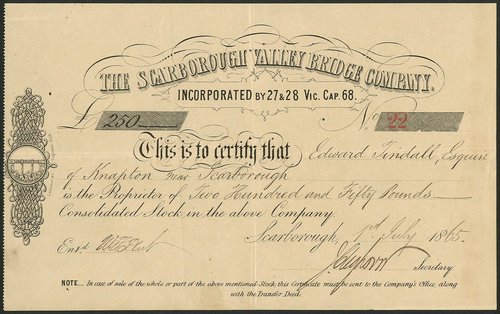 THE SCARBOROUGH VALLEY BRIDGE COMPANY.
INCORPORATED BY 27 & 28 VIC. CAP. 68.
£ 250 No. 22
This is to certify that Edward Tindall, Esquire
of Knapton near Scarborough
is the Proprietor of Two Hundred and Fifty Pounds
Consolidated Stock in the above Company
Scarborough, 1st July 1865.
Entd.
Secretary
NOTE... In case of sale of the whole or part of the above mentioned Stock, this Certificate must be sent to the Company's Office, along
with the Transfer Deed.